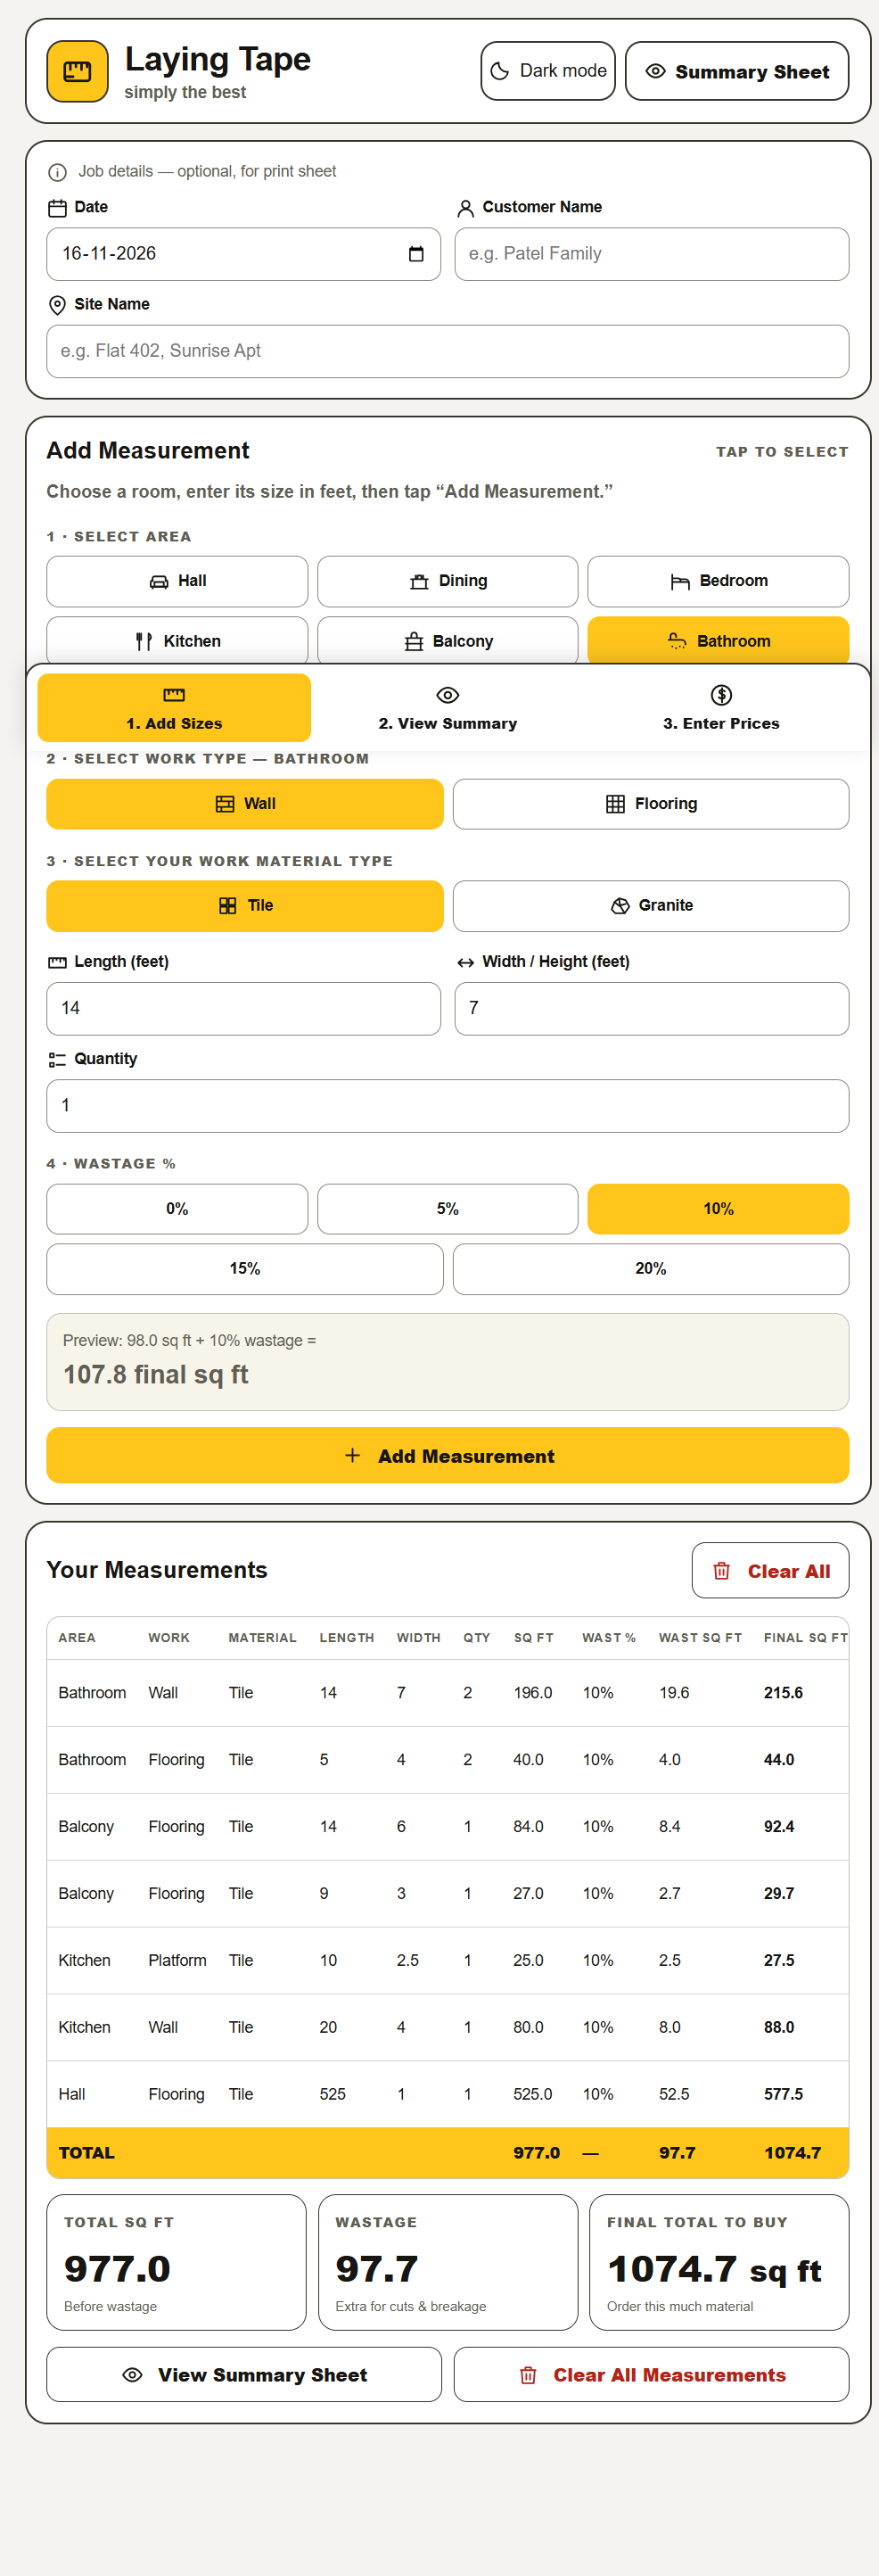 Laying Tape
simply the best
Dark mode
Summary Sheet
Job details — optional, for print sheet
Date
Customer Name
16-11-2026
e.g. Patel Family
Site Name
e.g. Flat 402, Sunrise Apt
Add Measurement
TAP TO SELECT
Choose a room, enter its size in feet, then tap “Add Measurement.”
1 · SELECT AREA
Hall
Dining
Bedroom
Kitchen
Balcony
Bathroom
1. Add Sizes
2. View Summary
3. Enter Prices
2 · SELECT WORK TYPE — BATHROOM
Wall
Flooring
3 · SELECT YOUR WORK MATERIAL TYPE
Tile
Granite
Length (feet)
Width / Height (feet)
14
7
Quantity
1
4 · WASTAGE %
0%
5%
10%
15%
20%
Preview: 98.0 sq ft + 10% wastage =
107.8 final sq ft
+ Add Measurement
Your Measurements
Clear All
AREA WORK MATERIAL LENGTH WIDTH QTY SQ FT WAST % WAST SQ FT FINAL SQ FT
Bathroom Wall Tile 14 7 2 196.0 10% 19.6 215.6
Bathroom Flooring Tile 5 4 2 40.0 10% 4.0 44.0
Balcony Flooring Tile 14 6 1 84.0 10% 8.4 92.4
Balcony Flooring Tile 9 3 1 27.0 10% 2.7 29.7
Kitchen Platform Tile 10 2.5 1 25.0 10% 2.5 27.5
Kitchen Wall Tile 20 4 1 80.0 10% 8.0 88.0
Hall Flooring Tile 525 1 1 525.0 10% 52.5 577.5
TOTAL 977.0 — 97.7 1074.7
TOTAL SQ FT
977.0
Before wastage
WASTAGE
97.7
Extra for cuts & breakage
FINAL TOTAL TO BUY
1074.7 sq ft
Order this much material
View Summary Sheet
Clear All Measurements